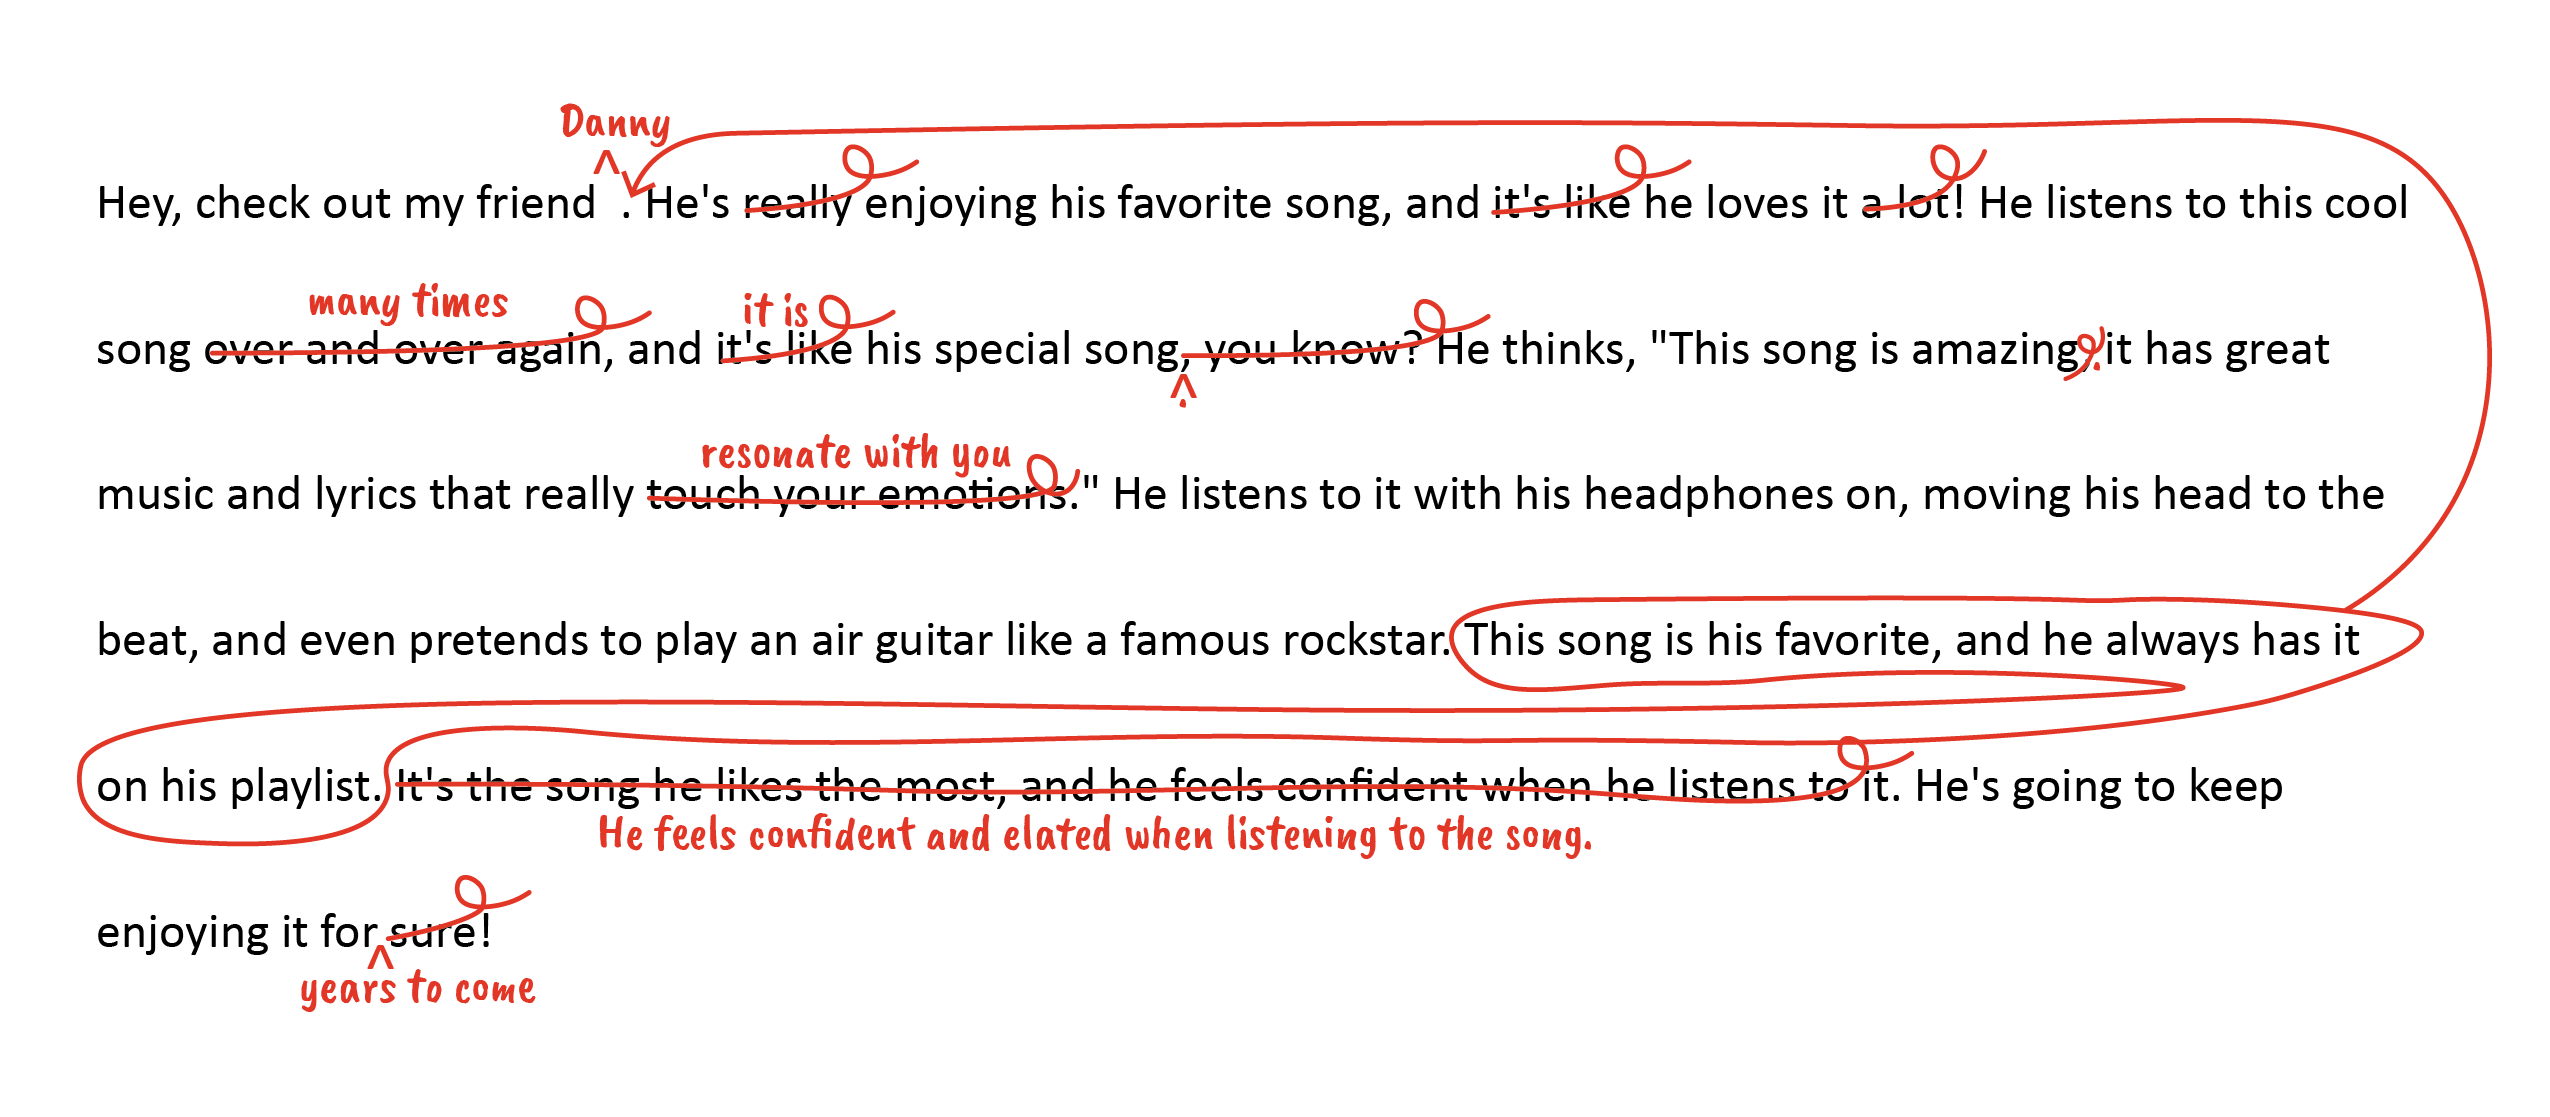 Danny
Hey, check out my friend . He's really enjoying his favorite song, and it's like he loves it a lot! He listens to this cool
many times it is
song over and over again, and it's like his special song, you know? He thinks, "This song is amazing, it has great
.
resonate with you
music and lyrics that really touch your emotions." He listens to it with his headphones on, moving his head to the
beat, and even pretends to play an air guitar like a famous rockstar. This song is his favorite, and he always has it
on his playlist. It's the song he likes the most, and he feels confident when he listens to it. He's going to keep
He feels confident and elated when listening to the song.
enjoying it for sure!
years to come